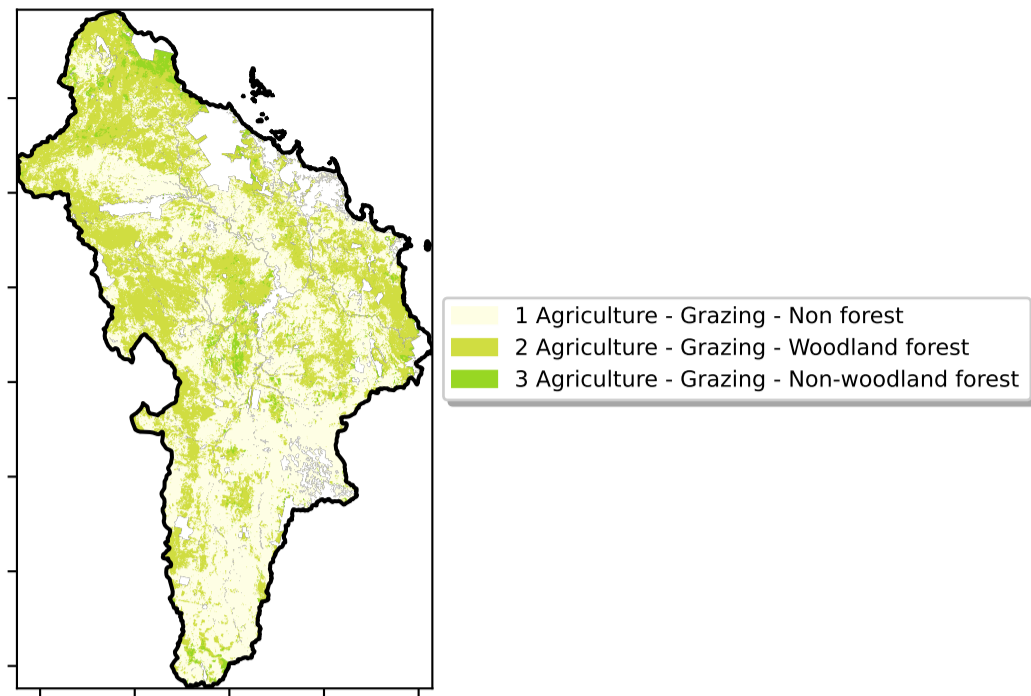 1 Agriculture - Grazing - Non forest
2 Agriculture - Grazing - Woodland forest
3 Agriculture - Grazing - Non-woodland forest